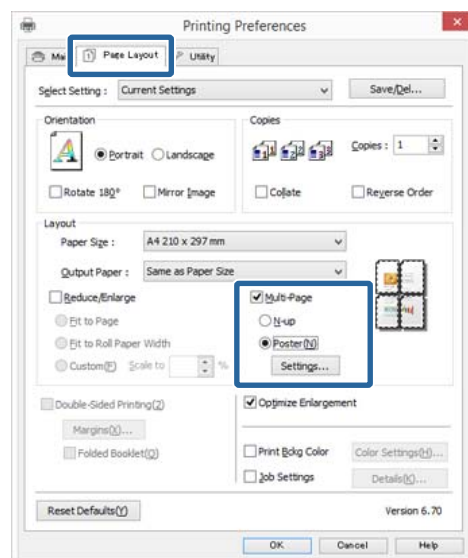 Printing Preferences
Page Layout Utility
Select Setting : Current Settings Save/Del...
Orientation Copies
Portrait Landscape Copies : 1
Rotate 180° Mirror Image Collate Reverse Order
Layout
Paper Size : A4 210 x 297 mm
Output Paper : Same as Paper Size
Reduce/Enlarge Multi-Page
Fit to Page N-up
Fit to Roll Paper Width Poster(N)
Custom(F) Scale to % Settings...
Double-Sided Printing(2) Optimize Enlargement
Margins(X)...
Folded Booklet(Q) Print Bckg Color Color Settings(H)...
Job Settings Details(K)...
Reset Defaults(Y) Version 6.70
OK Cancel Help